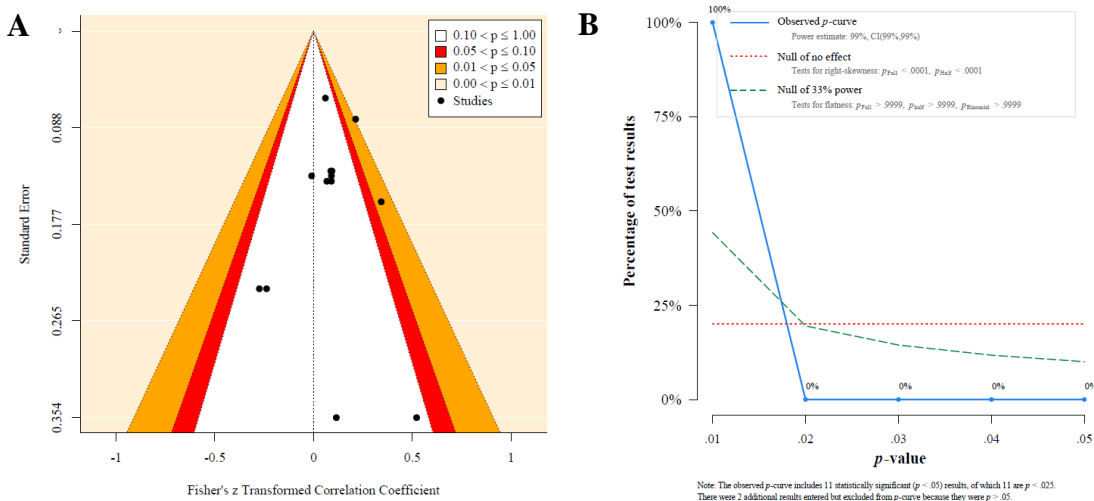 A
0.10 < p ≤ 1.00
0.05 < p ≤ 0.10
0.01 < p ≤ 0.05
0.00 < p ≤ 0.01
Studies
Standard Error
0.088
0.177
0.265
0.354
-1
-0.5
0
0.5
1
Fisher's z Transformed Correlation Coefficient
B
Observed p-curve
Power estimate: 99%, CI(99%,99%)
Null of no effect
Tests for right-skewness: pFull < .0001, pHalf < .0001
Null of 33% power
Tests for flatness: pFull > .9999, phalf > .9999, pBinomial > .9999
Percentage of test results
100%
75%
50%
25%
0%
100%
0%
0%
0%
0%
.01
.02
.03
.04
.05
p-value
Note: The observed p-curve includes 11 statistically significant (p < .05) results, of which 11 are p < .025.
There were 2 additional results entered but excluded from p-curve because they were p > .05.